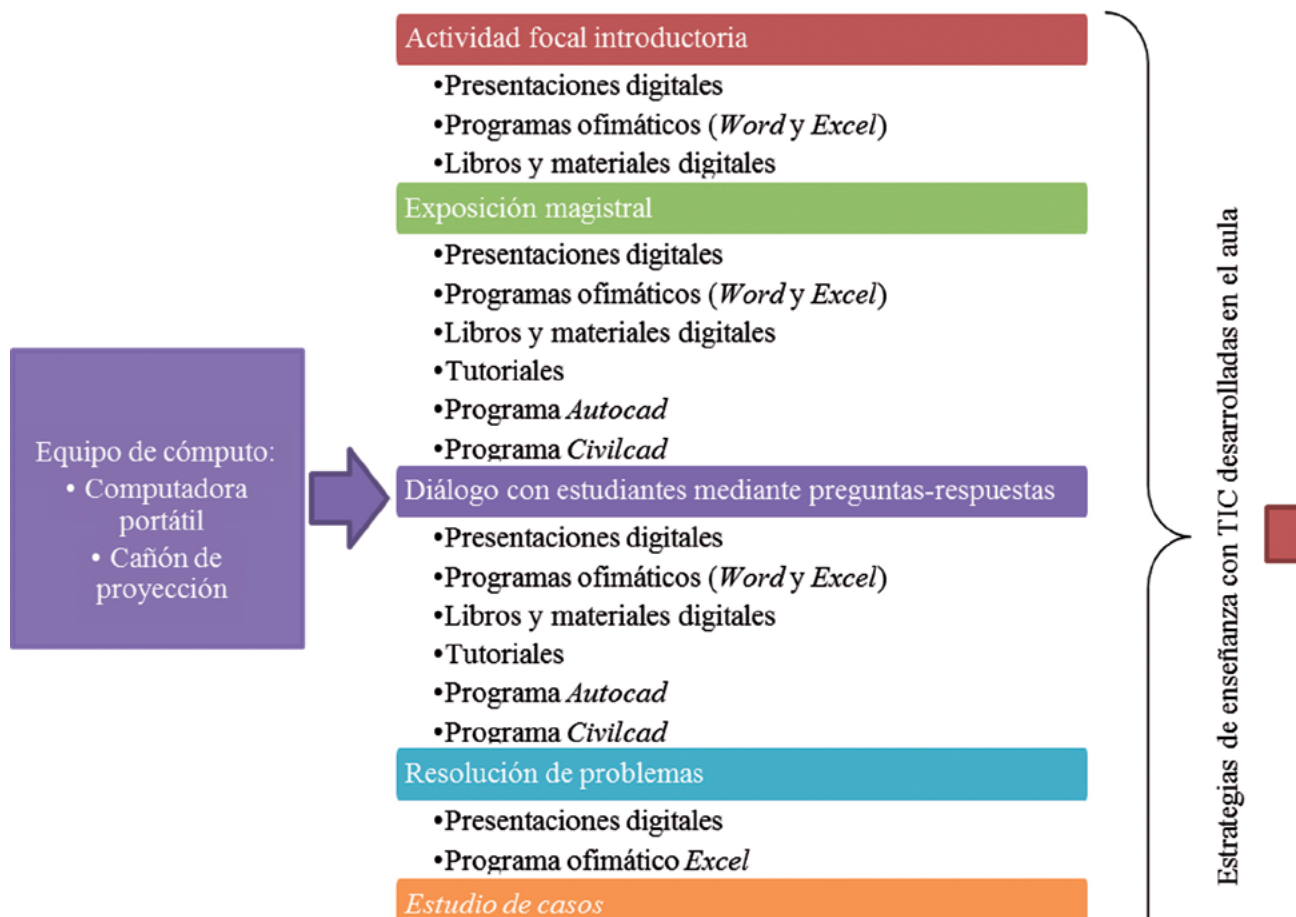 Equipo de cómputo:
• Computadora
portátil
• Cañón de
proyección
Actividad focal introductoria
•Presentaciones digitales
•Programas ofimáticos (Word y Excel)
•Libros y materiales digitales
Exposición magistral
•Presentaciones digitales
•Programas ofimáticos (Word y Excel)
•Libros y materiales digitales
•Tutoriales
•Programa Autocad
•Programa Civilcad
Diálogo con estudiantes mediante preguntas-respuestas
•Presentaciones digitales
•Programas ofimáticos (Word y Excel)
•Libros y materiales digitales
•Tutoriales
•Programa Autocad
•Programa Civilcad
Resolución de problemas
•Presentaciones digitales
•Programa ofimático Excel
Estudio de casos
Estrategias de enseñanza con TIC desarrolladas en el aula